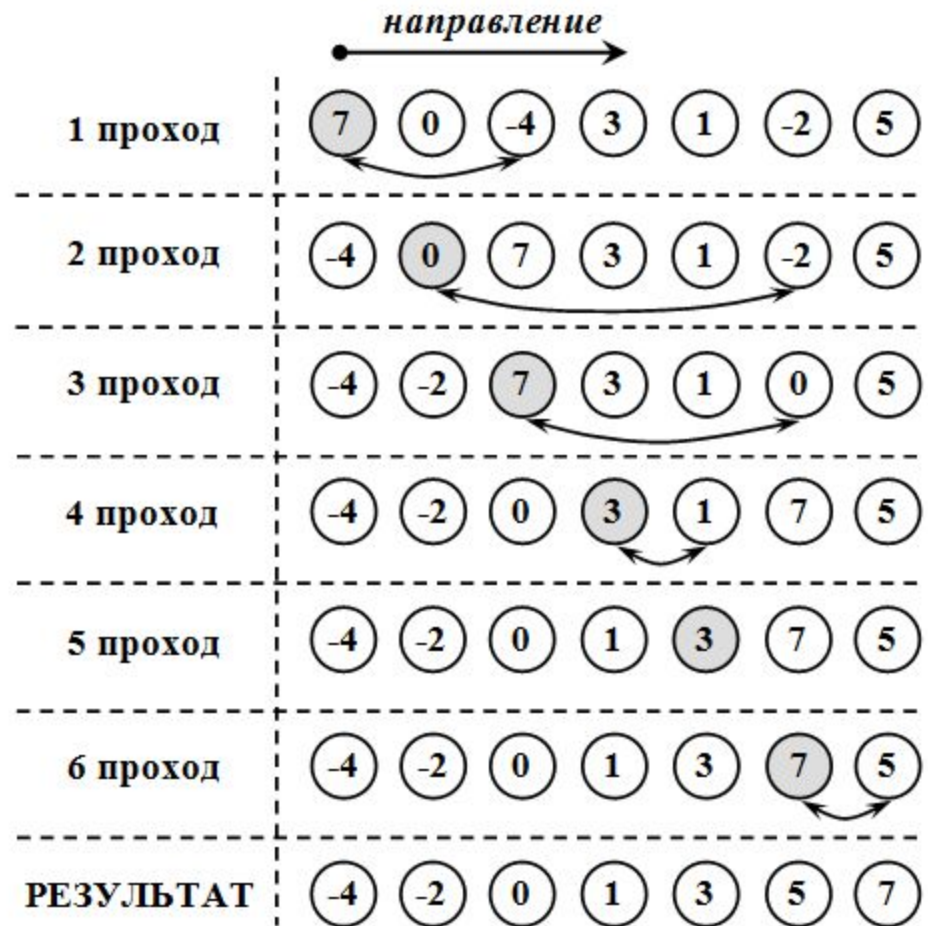 направление
1 проход 7 0 -4 3 1 -2 5
2 проход -4 0 7 3 1 -2 5
3 проход -4 -2 7 3 1 0 5
4 проход -4 -2 0 3 1 7 5
5 проход -4 -2 0 1 3 7 5
6 проход -4 -2 0 1 3 7 5
РЕЗУЛЬТАТ -4 -2 0 1 3 5 7